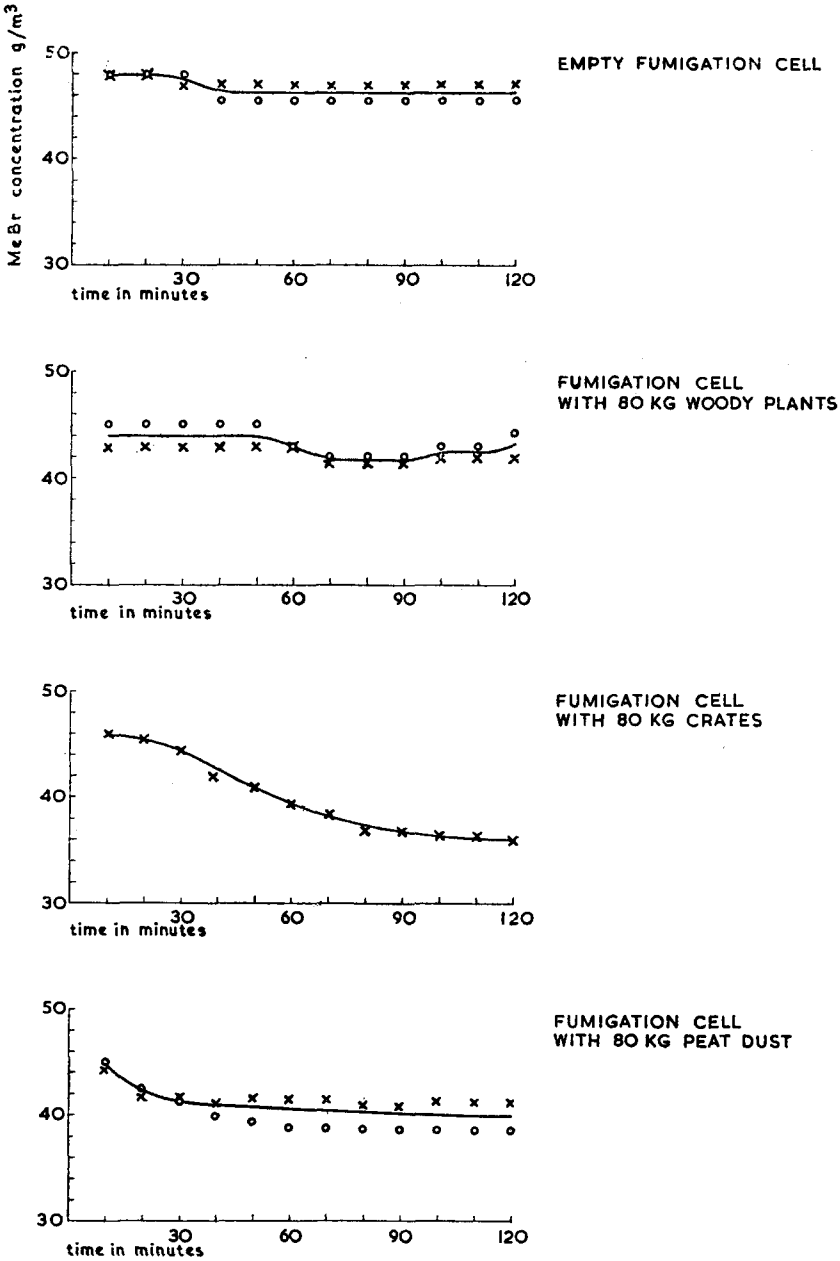 MeBr concentration g/m³
50
40
30
30 60 90 120
time in minutes
EMPTY FUMIGATION CELL
50
40
30
30 60 90 120
time in minutes
FUMIGATION CELL
WITH 80 KG WOODY PLANTS
50
40
30
30 60 90 120
time in minutes
FUMIGATION CELL
WITH 80 KG CRATES
50
40
30
30 60 90 120
time in minutes
FUMIGATION CELL
WITH 80 KG PEAT DUST